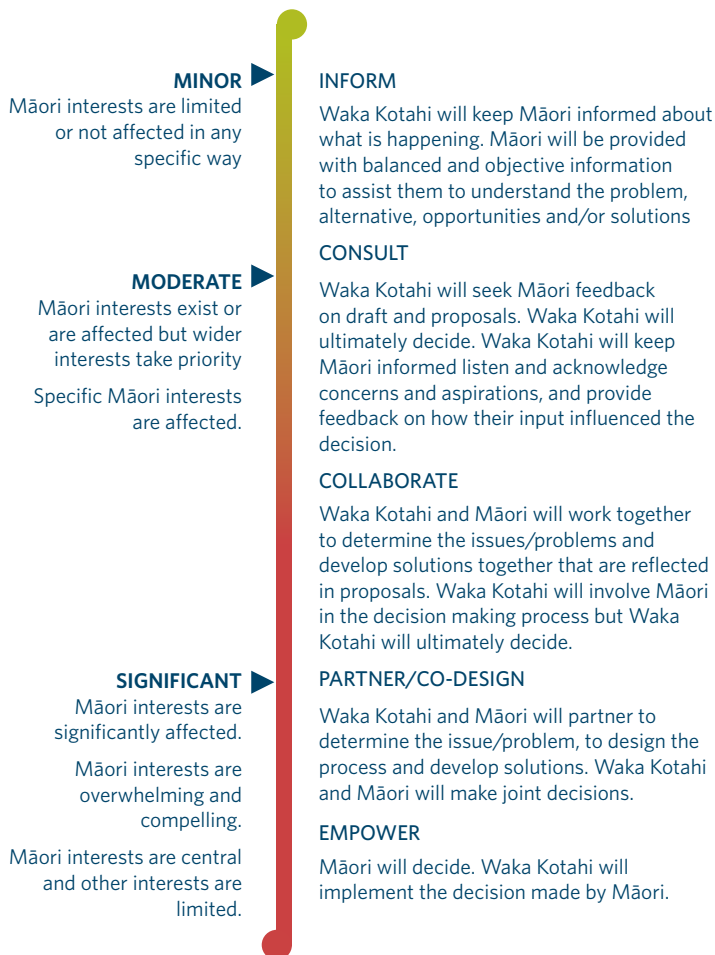 MINOR
Māori interests are limited
or not affected in any
specific way
INFORM
Waka Kotahi will keep Māori informed about
what is happening. Māori will be provided
with balanced and objective information
to assist them to understand the problem,
alternative, opportunities and/or solutions
MODERATE
Māori interests exist or
are affected but wider
interests take priority
Specific Māori interests
are affected.
CONSULT
Waka Kotahi will seek Māori feedback
on draft and proposals. Waka Kotahi will
ultimately decide. Waka Kotahi will keep
Māori informed listen and acknowledge
concerns and aspirations, and provide
feedback on how their input influenced the
decision.
COLLABORATE
Waka Kotahi and Māori will work together
to determine the issues/problems and
develop solutions together that are reflected
in proposals. Waka Kotahi will involve Māori
in the decision making process but Waka
Kotahi will ultimately decide.
SIGNIFICANT
Māori interests are
significantly affected.
Māori interests are
overwhelming and
compelling.
Māori interests are central
and other interests are
limited.
PARTNER/CO-DESIGN
Waka Kotahi and Māori will partner to
determine the issue/problem, to design the
process and develop solutions. Waka Kotahi
and Māori will make joint decisions.
EMPOWER
Māori will decide. Waka Kotahi will
implement the decision made by Māori.